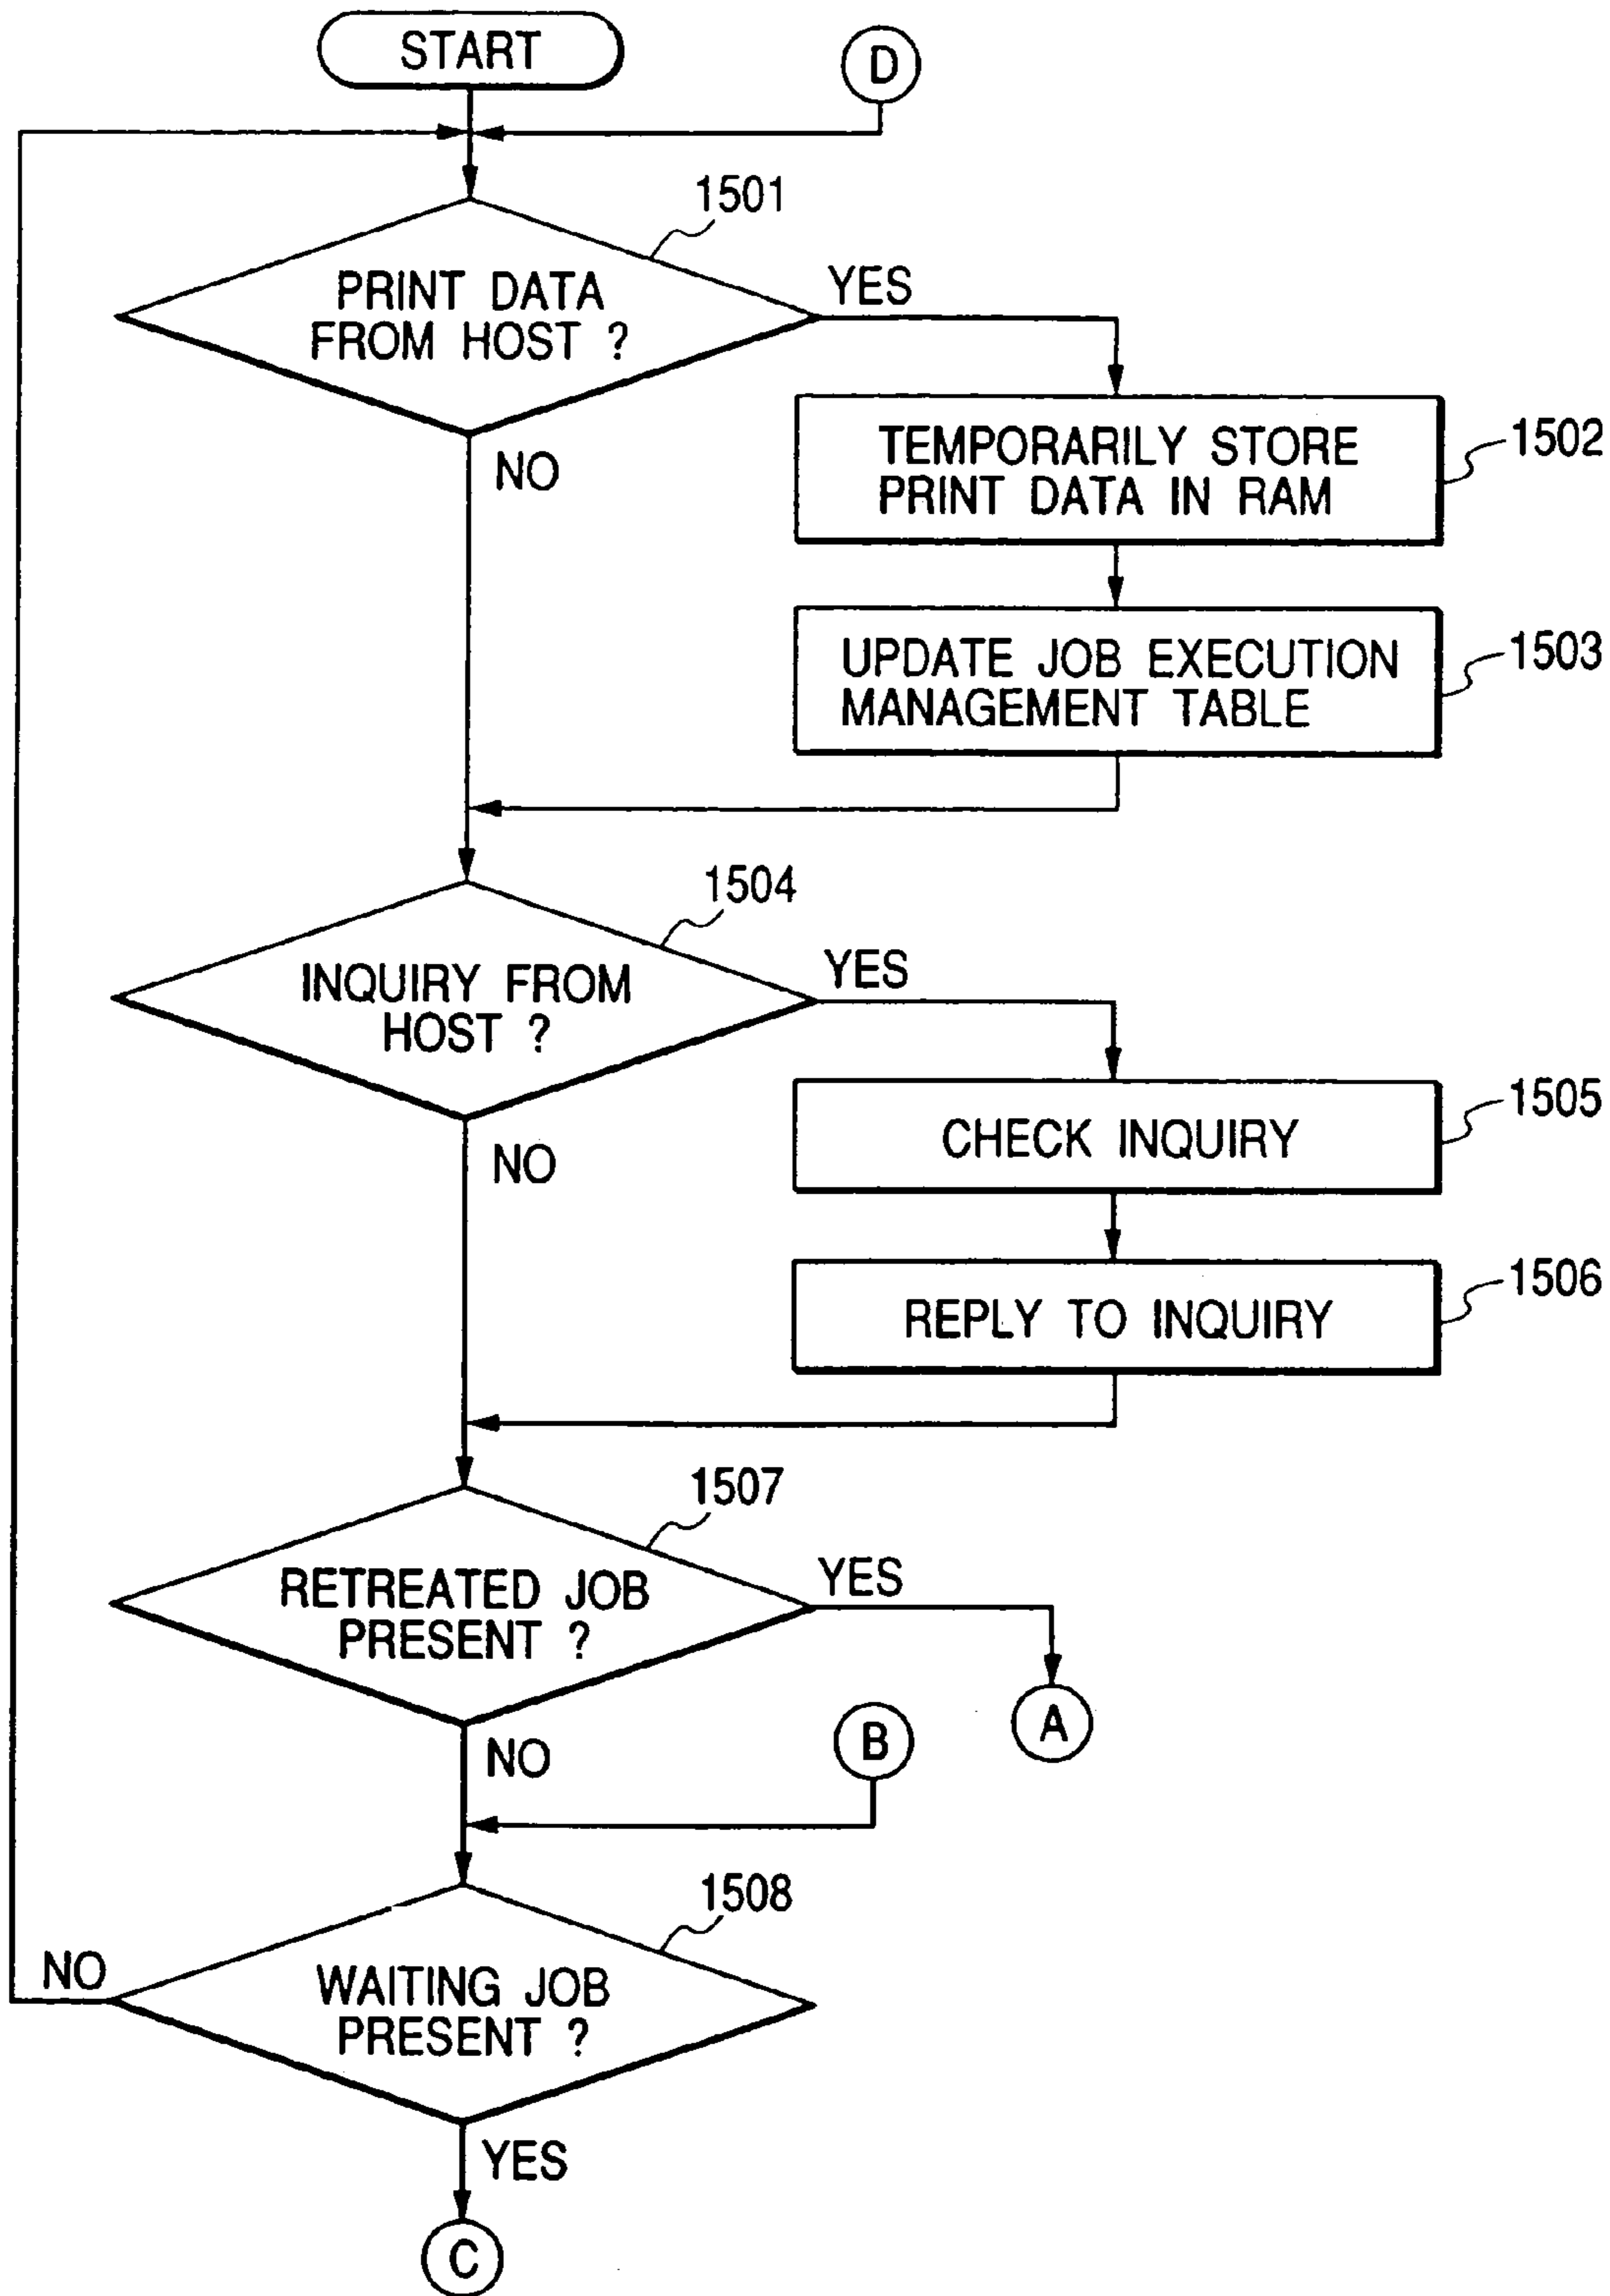 START
D
1501
PRINT DATA
FROM HOST ?
YES
NO
TEMPORARILY STORE
PRINT DATA IN RAM
1502
UPDATE JOB EXECUTION
MANAGEMENT TABLE
1503
1504
INQUIRY FROM
HOST ?
YES
NO
CHECK INQUIRY
1505
REPLY TO INQUIRY
1506
1507
RETREATED JOB
PRESENT ?
YES
A
NO
B
1508
WAITING JOB
PRESENT ?
NO
YES
C